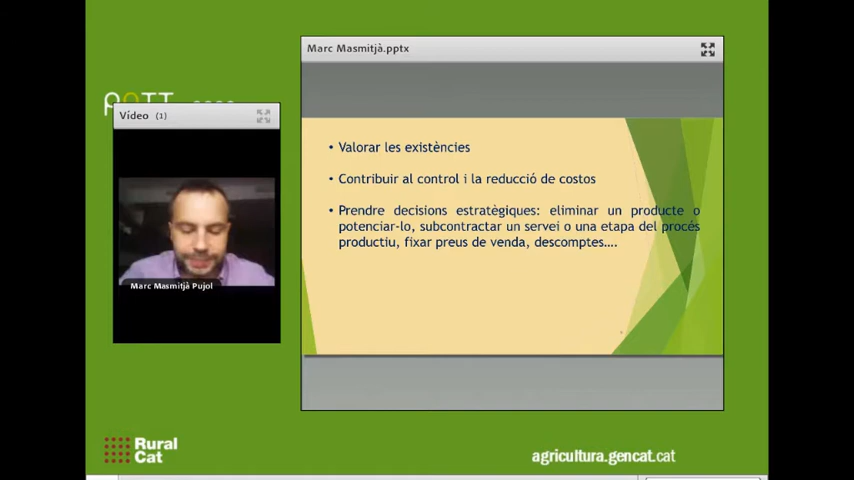 Marc Masmitjà.pptx
Vídeo (1)
• Valorar les existències
• Contribuir al control i la reducció de costos
• Prendre decisions estratègiques: eliminar un producte o
potenciar-lo, subcontractar un servei o una etapa del procés
productiu, fixar preus de venda, descomptes….
Marc Masmitjà Pujol
Rural
Cat
agricultura.gencat.cat